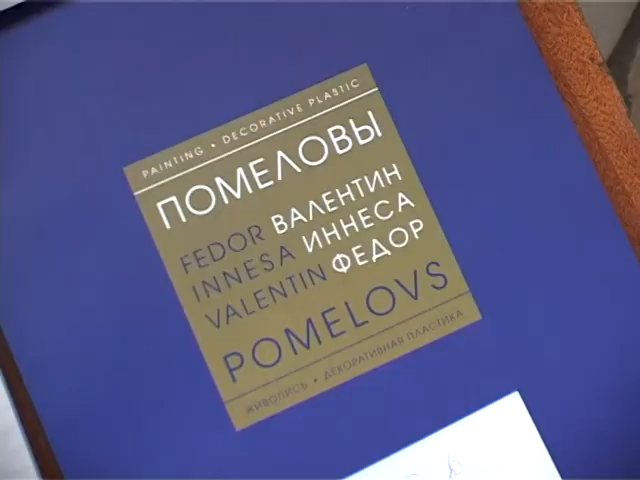 PAINTING • DECORATIVE PLASTIC
ПОМЕЛОВЫ
FEDOR ВАЛЕНТИН
INNESA ИННЕСА
VALENTIN ФЕДОР
POMELOVS
ЖИВОПИСЬ • ДЕКОРАТИВНАЯ ПЛАСТИКА